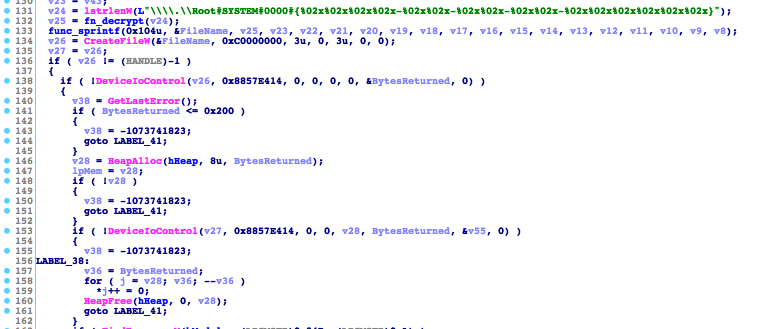 131 v24 = lstrlenW(L"\\\\.\\Root#SYSTEM#0000#{%02x%02x%02x%02x-%02x%02x-%02x%02x-%02x%02x-%02x%02x%02x%02x%02x%02x}");
132 v25 = fn_decrypt(v24);
133 func_sprintf(0x104u, &FileName, v25, v23, v22, v21, v20, v19, v18, v17, v16, v15, v14, v13, v12, v11, v10, v9, v8);
134 v26 = CreateFileW(&FileName, 0xC0000000, 3u, 0, 3u, 0, 0);
135 v27 = v26;
136 if ( v26 != (HANDLE)-1 )
137 {
138 if ( !DeviceIoControl(v26, 0x8857E414, 0, 0, 0, 0, &BytesReturned, 0) )
139 {
140 v38 = GetLastError();
141 if ( BytesReturned <= 0x200 )
142 {
143 v38 = -1073741823;
144 goto LABEL_41;
145 }
146 v28 = HeapAlloc(hHeap, 8u, BytesReturned);
147 lpMem = v28;
148 if ( !v28 )
149 {
150 v38 = -1073741823;
151 goto LABEL_41;
152 }
153 if ( !DeviceIoControl(v27, 0x8857E414, 0, 0, v28, BytesReturned, &v55, 0) )
154 {
155 v38 = -1073741823;
156 LABEL_38:
157 v36 = BytesReturned;
158 for ( j = v28; v36; --v36 )
159 *j++ = 0;
160 HeapFree(hHeap, 0, v28);
161 goto LABEL_41;
162 }